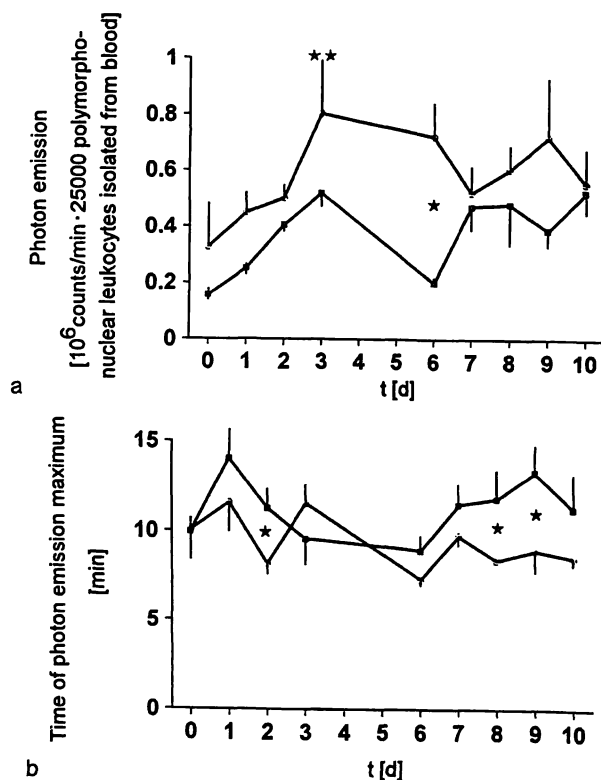 Photon emission
[10⁶counts/min·25000 polymorpho-
nuclear leukocytes isolated from blood]
1
0.8
0.6
0.4
0.2
0
★★
★
0 1 2 3 4 5 6 7 8 9 10
t [d]
a
Time of photon emission maximum
[min]
15
10
5
0
★
★
★
0 1 2 3 4 5 6 7 8 9 10
t [d]
b